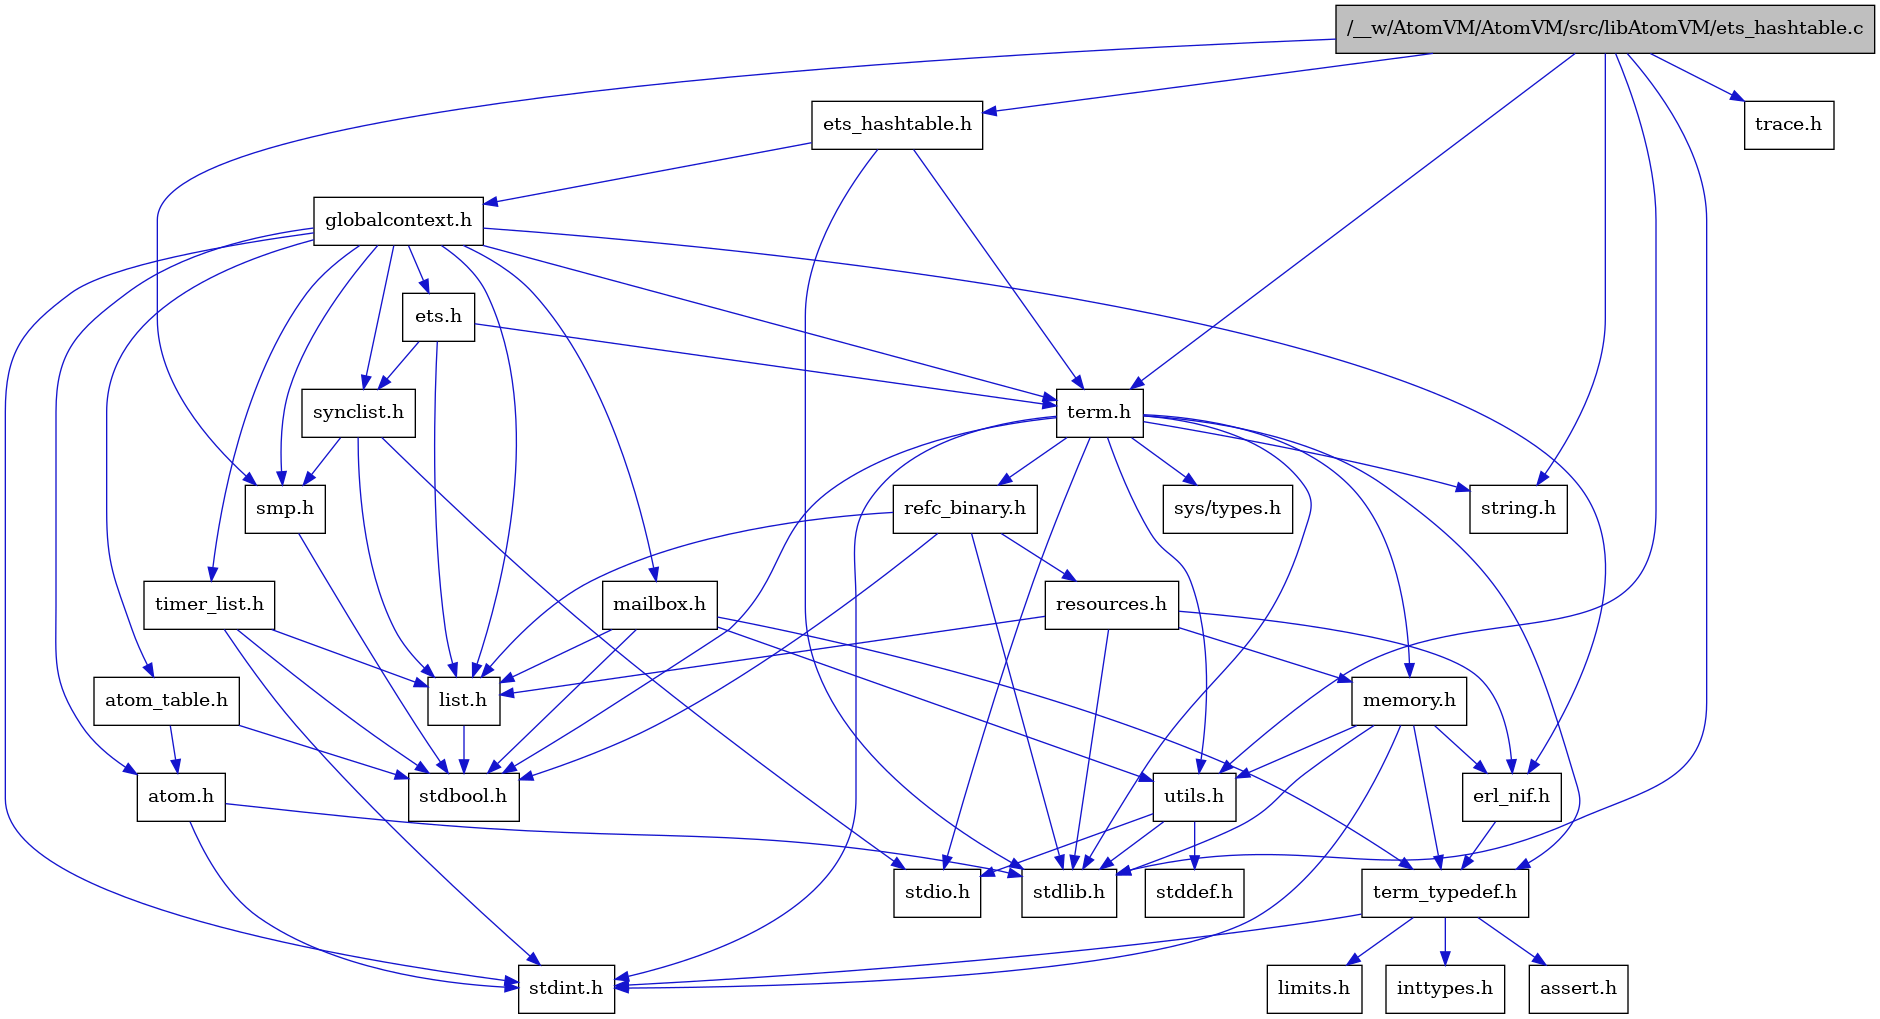 /__w/AtomVM/AtomVM/src/libAtomVM/ets_hashtable.c
ets_hashtable.h
trace.h
globalcontext.h
ets.h
synclist.h
term.h
smp.h
refc_binary.h
sys/types.h
string.h
timer_list.h
mailbox.h
resources.h
atom_table.h
list.h
memory.h
atom.h
stdbool.h
utils.h
erl_nif.h
stdio.h
stdlib.h
stddef.h
term_typedef.h
stdint.h
limits.h
inttypes.h
assert.h